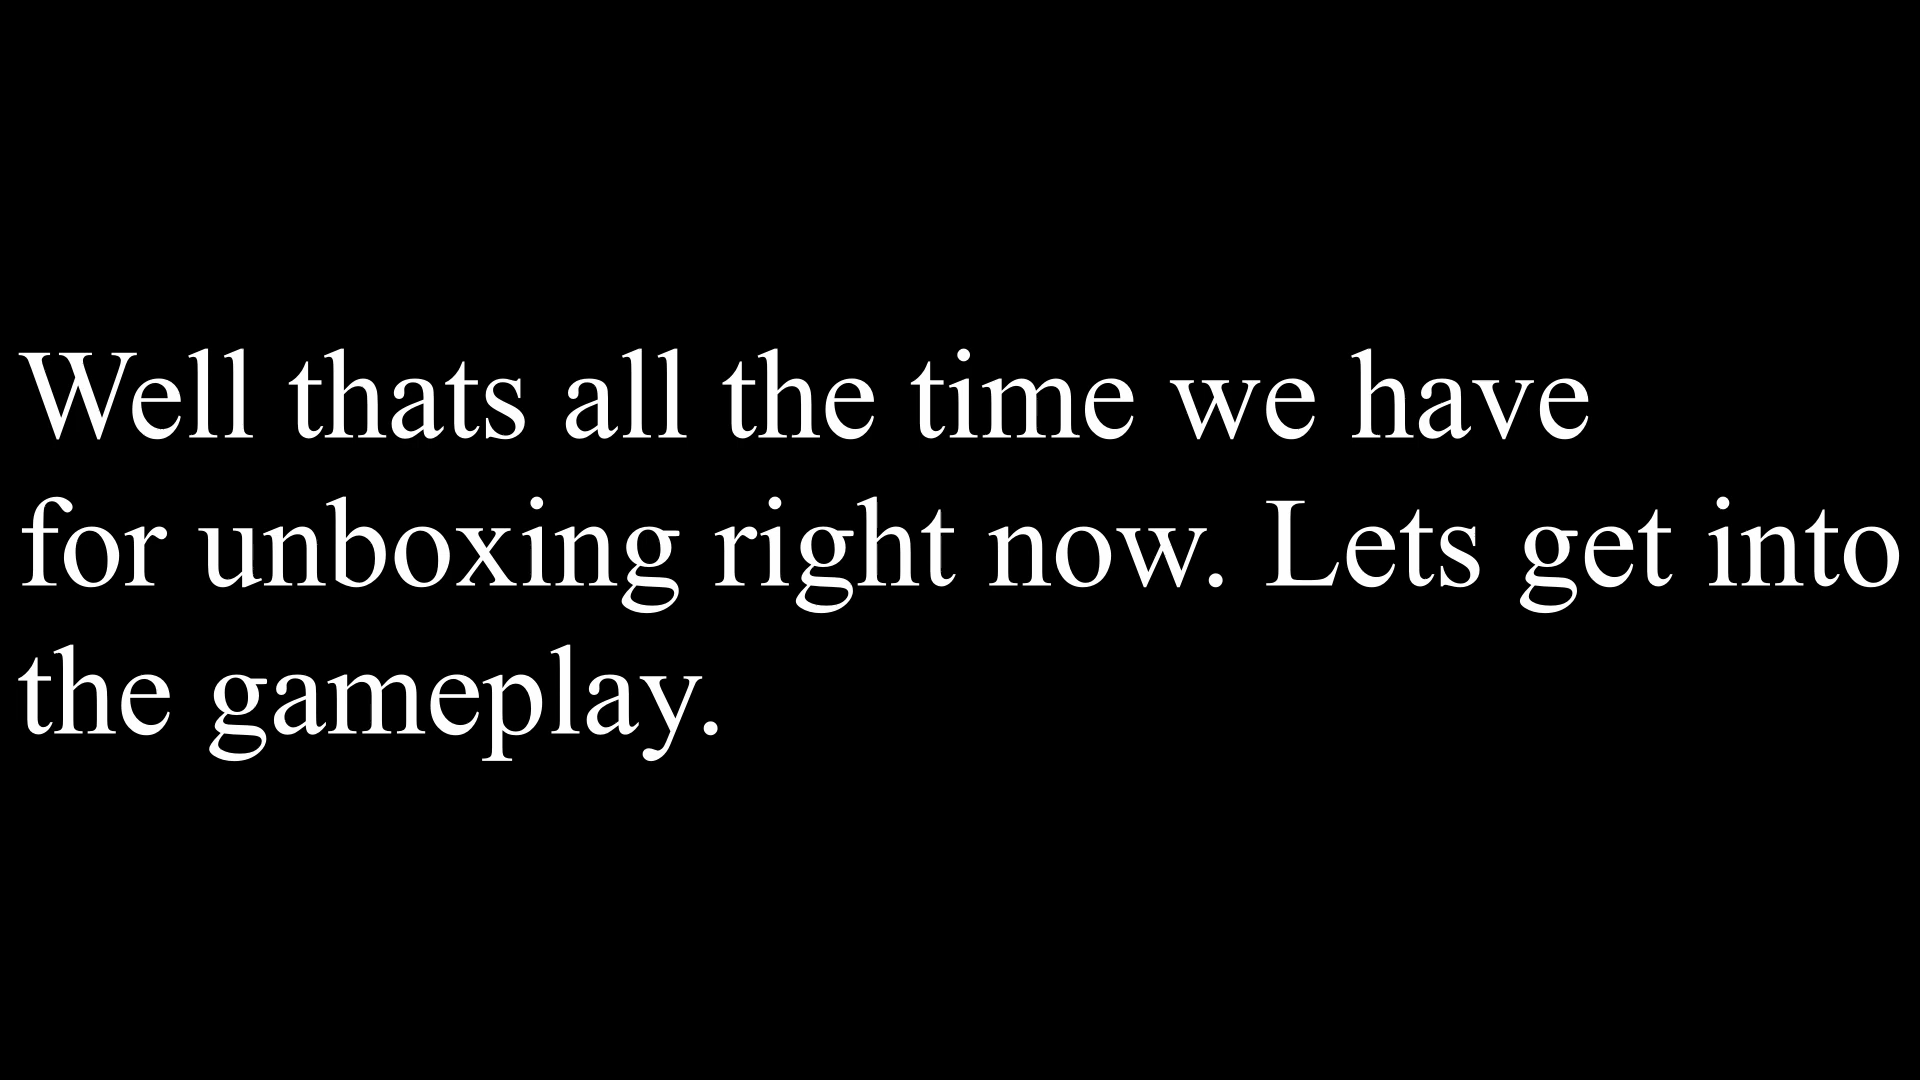 Well thats all the time we have
for unboxing right now. Lets get into
the gameplay.